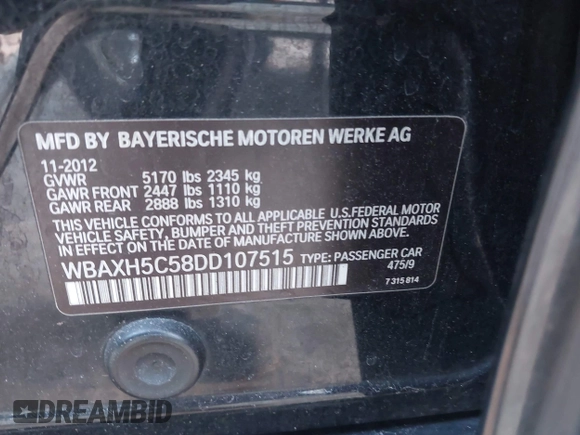 MFD BY BAYERISCHE MOTOREN WERKE AG
11-2012
GVWR 5170 lbs 2345 kg
GAWR FRONT 2447 lbs 1110 kg
GAWR REAR 2888 lbs 1310 kg
THIS VEHICLE CONFORMS TO ALL APPLICABLE U.S.FEDERAL MOTOR
VEHICLE SAFETY, BUMPER AND THEFT PREVENTION STANDARDS
IN EFFECT ON THE DATE OF MANUFACTURE SHOWN ABOVE.
WBAXH5C58DD107515 TYPE: PASSENGER CAR
475/9
7 315 814
DREAMBID